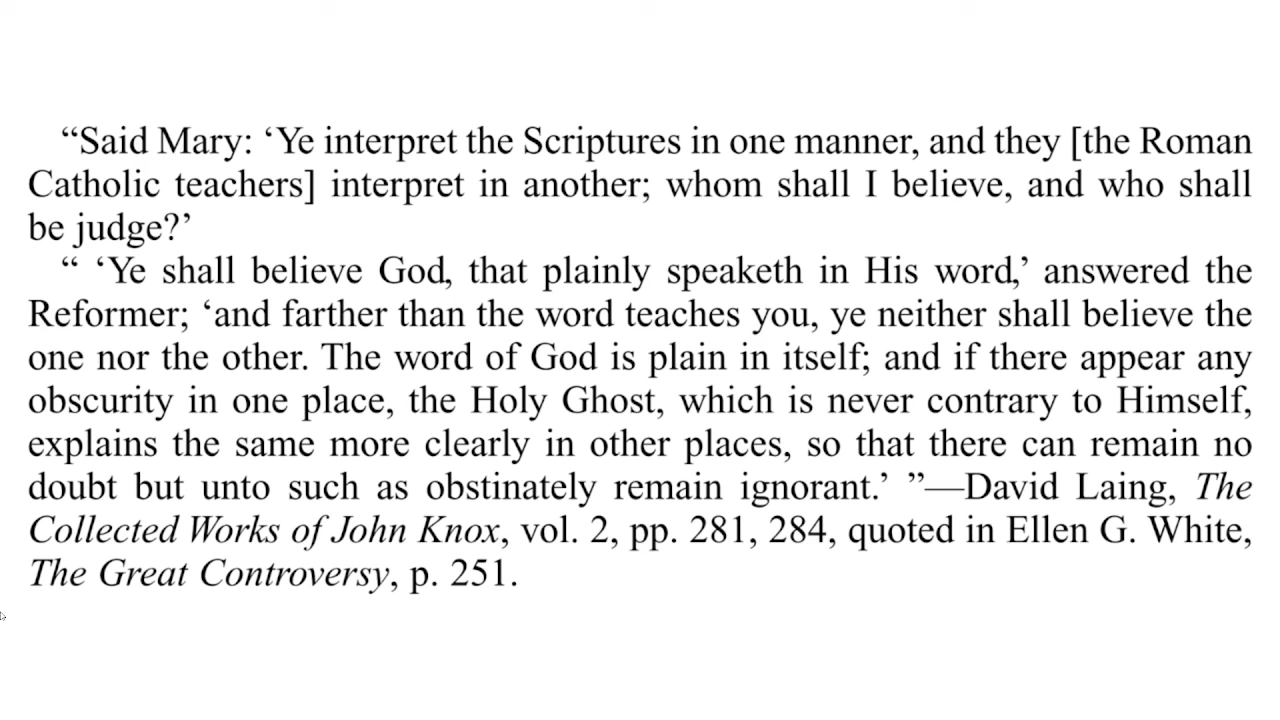 “Said Mary: ‘Ye interpret the Scriptures in one manner, and they [the Roman
Catholic teachers] interpret in another; whom shall I believe, and who shall
be judge?’
“ ‘Ye shall believe God, that plainly speaketh in His word,’ answered the
Reformer; ‘and farther than the word teaches you, ye neither shall believe the
one nor the other. The word of God is plain in itself; and if there appear any
obscurity in one place, the Holy Ghost, which is never contrary to Himself,
explains the same more clearly in other places, so that there can remain no
doubt but unto such as obstinately remain ignorant.’ ”—David Laing, The
Collected Works of John Knox, vol. 2, pp. 281, 284, quoted in Ellen G. White,
The Great Controversy, p. 251.